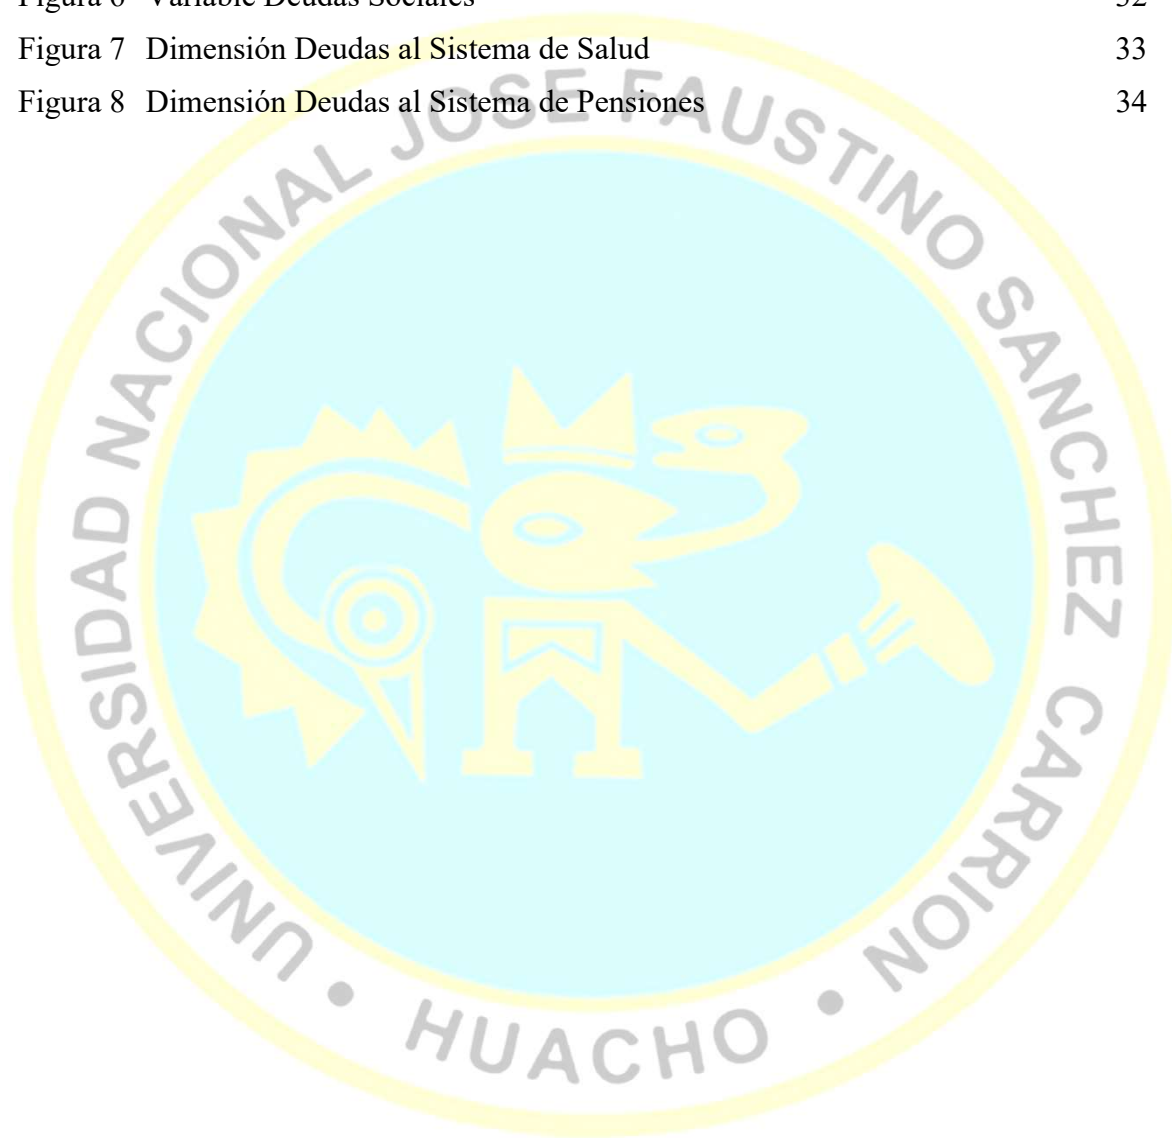 Figura 6 Variable Deudas Sociales 32
Figura 7 Dimensión Deudas al Sistema de Salud 33
Figura 8 Dimensión Deudas al Sistema de Pensiones 34
UNIVERSIDAD NACIONAL JOSE FAUSTINO SANCHEZ CARRION
• HUACHO •